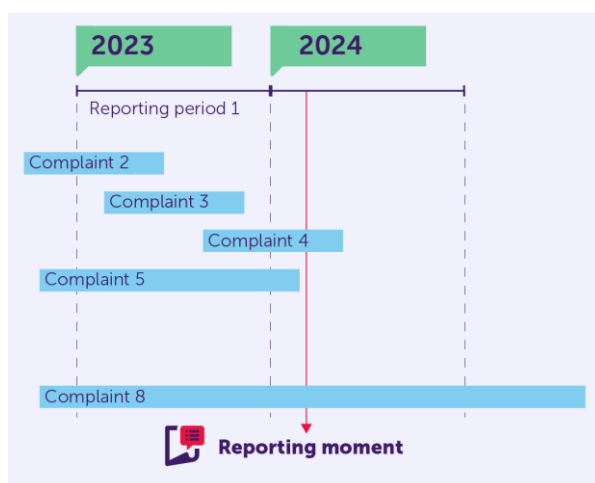 2023
2024
Reporting period 1
Complaint 2
Complaint 3
Complaint 4
Complaint 5
Complaint 8
Reporting moment